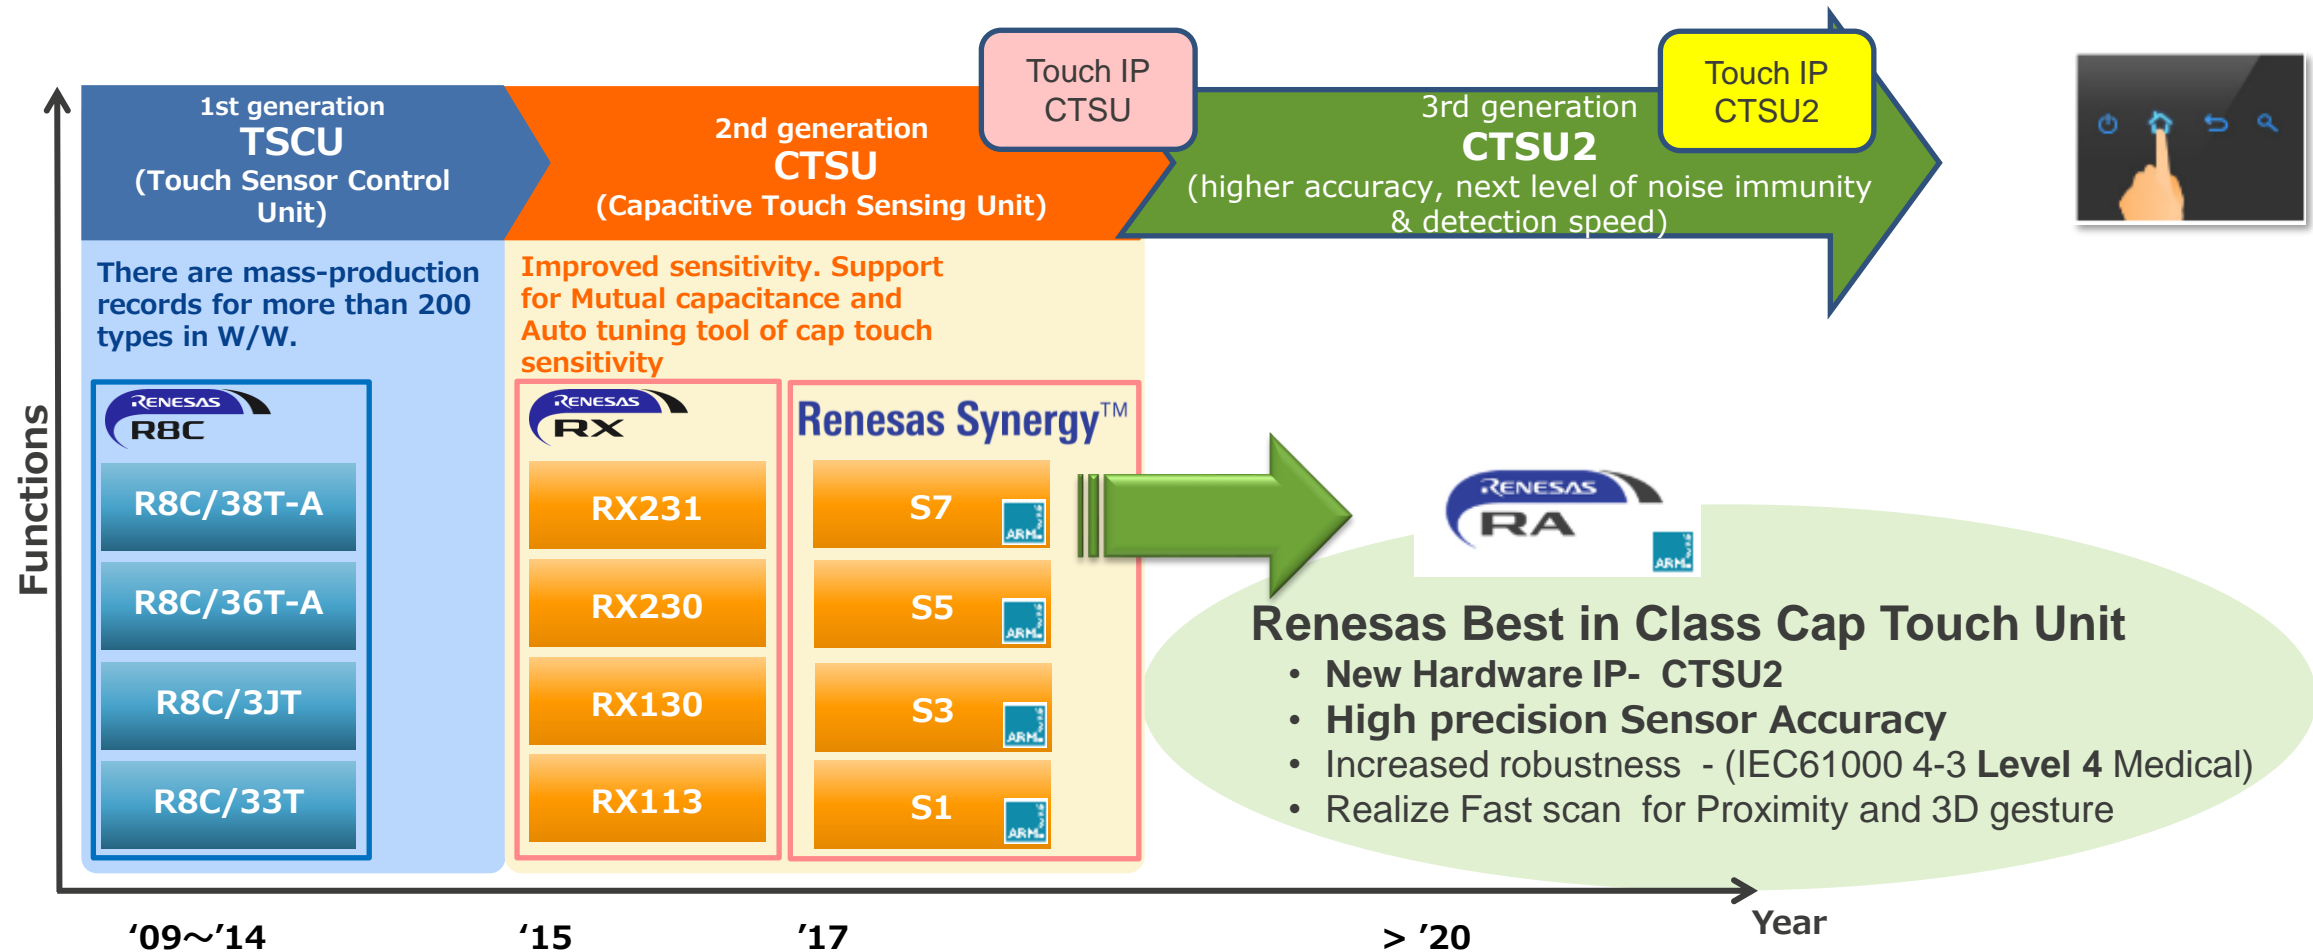 Touch IP
CTSU
Touch IP
CTSU2
1st generation
TSCU
(Touch Sensor Control
Unit)
2nd generation
CTSU
(Capacitive Touch Sensing Unit)
3rd generation
CTSU2
(higher accuracy, next level of noise immunity
& detection speed)
There are mass-production
records for more than 200
types in W/W.
Improved sensitivity. Support
for Mutual capacitance and
Auto tuning tool of cap touch
sensitivity
Functions
RENESAS
R8C
R8C/38T-A
R8C/36T-A
R8C/3JT
R8C/33T
RENESAS
RX
RX231
RX230
RX130
RX113
Renesas Synergy™
S7
ARM
S5
ARM
S3
ARM
S1
ARM
RENESAS
RA
ARM
Renesas Best in Class Cap Touch Unit
• New Hardware IP- CTSU2
• High precision Sensor Accuracy
• Increased robustness - (IEC61000 4-3 Level 4 Medical)
• Realize Fast scan for Proximity and 3D gesture
‘09～’14
‘15
’17
> ’20
Year